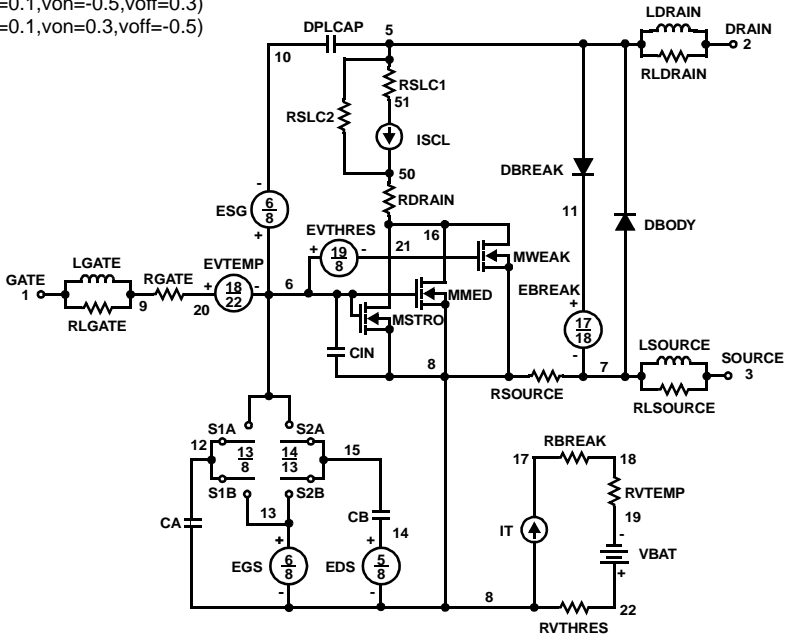 =0.1,von=-0.5,voff=0.3)
=0.1,von=0.3,voff=-0.5)
LDRAIN
DPLCAP
5
DRAIN
2
10
RLDRAIN
RSLC1
51
RSLC2
ISCL
50
DBREAK
RDRAIN
-
ESG
6
8
+
11
DBODY
EVTHRES
16
21
+
19
8
-
MWEAK
LGATE
EVTEMP
GATE
1
RGATE
+
18
22
-
6
EBREAK
MMED
+
9
20
RLGATE
MSTRO
17
18
-
LSOURCE
CIN
8
7
SOURCE
3
RSOURCE
RLSOURCE
S1A
S2A
12
13
8
14
13
15
RBREAK
17
18
S1B
S2B
RVTEMP
13
CB
19
CA
14
IT
-
+
+
VBAT
EGS
6
8
EDS
5
8
+
-
-
8
22
RVTHRES